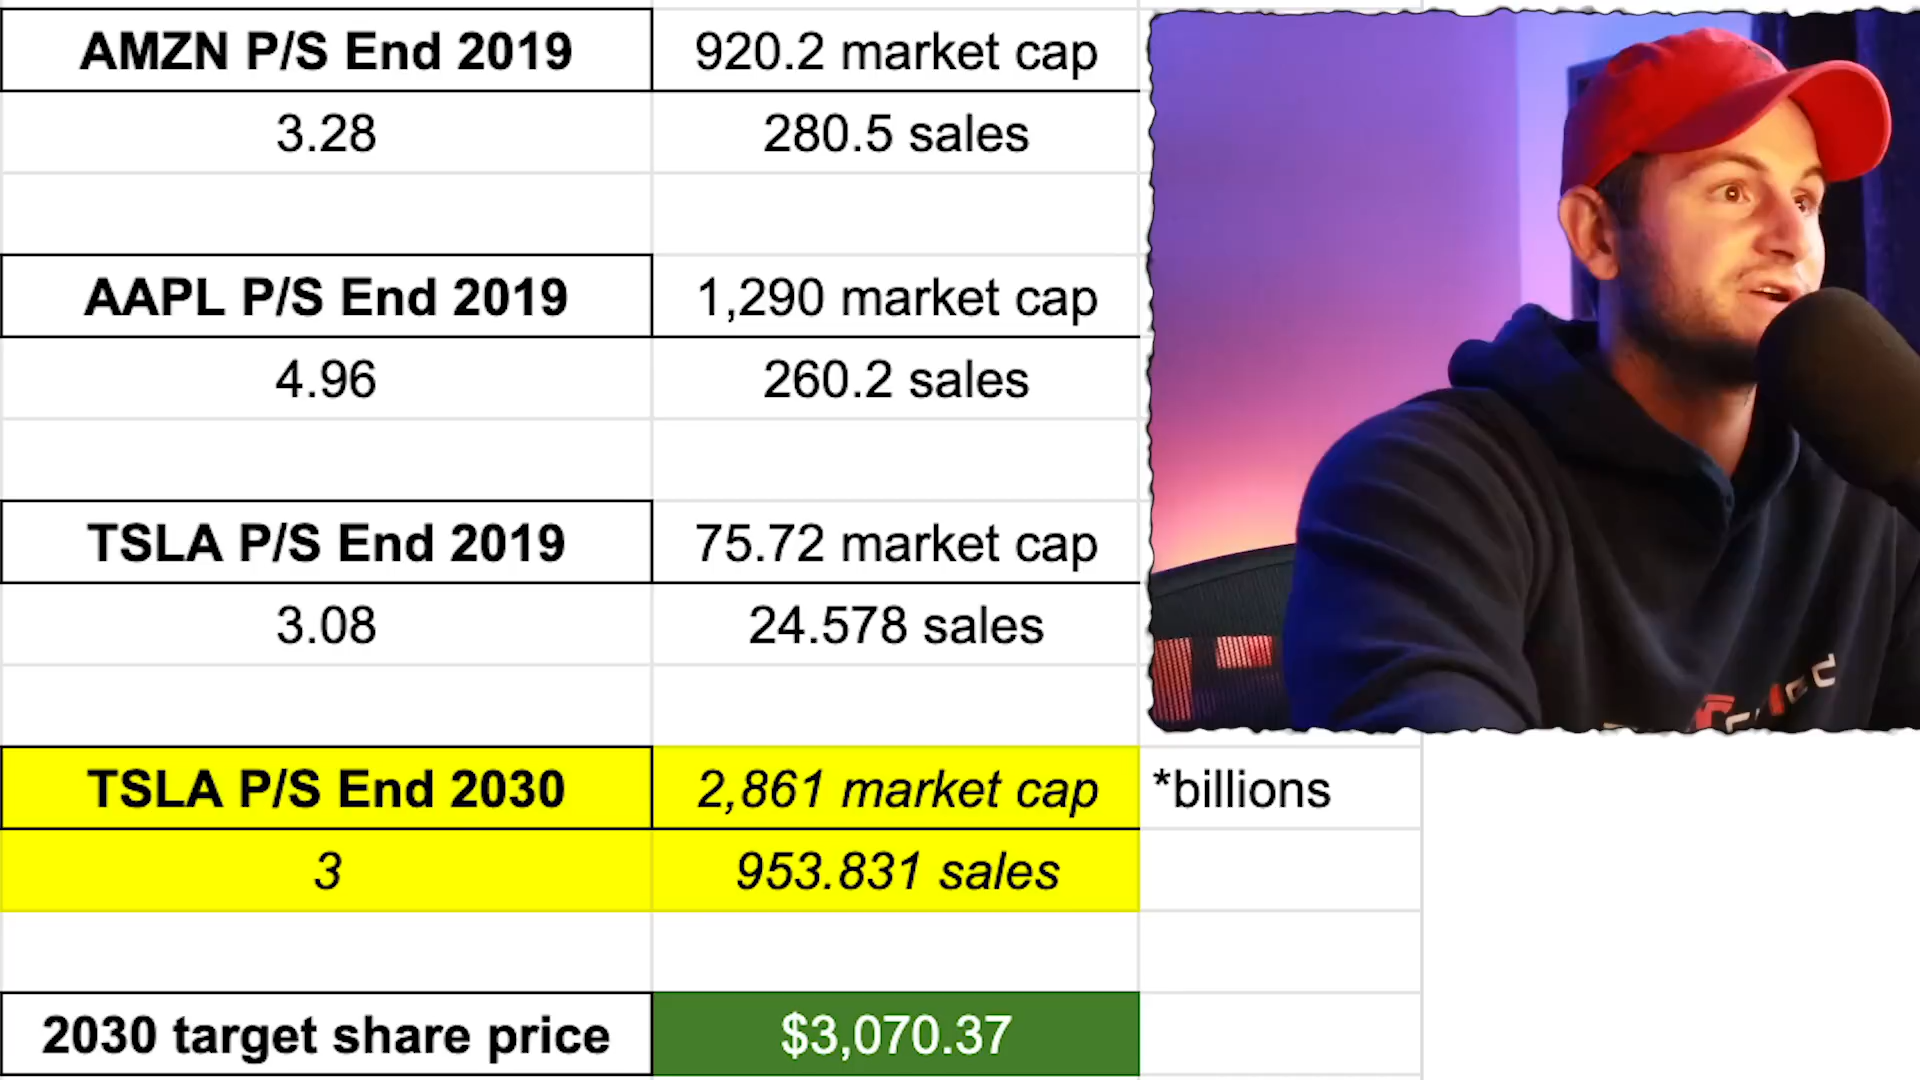 AMZN P/S End 2019 920.2 market cap
3.28 280.5 sales
AAPL P/S End 2019 1,290 market cap
4.96 260.2 sales
TSLA P/S End 2019 75.72 market cap
3.08 24.578 sales
TSLA P/S End 2030 2,861 market cap *billions
3 953.831 sales
2030 target share price $3,070.37